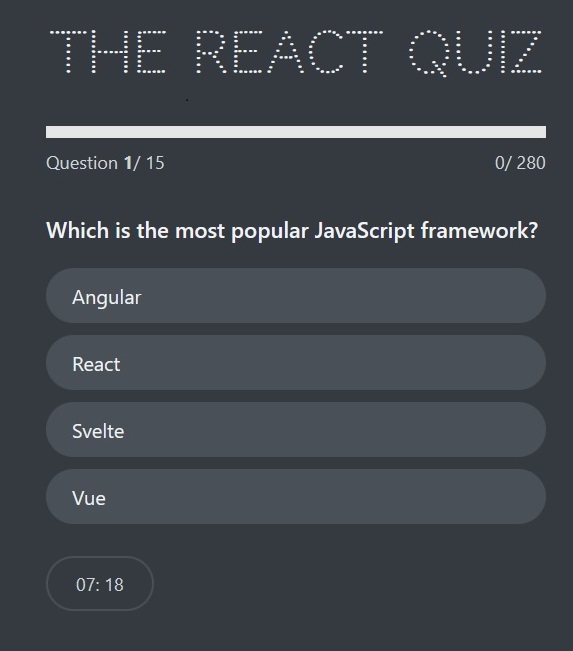 THE REACT QUIZ
Question 1/ 15
0/ 280
Which is the most popular JavaScript framework?
Angular
React
Svelte
Vue
07: 18